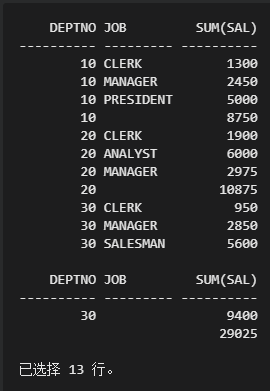 DEPTNO JOB SUM(SAL)
---------- --------- ----------
10 CLERK 1300
10 MANAGER 2450
10 PRESIDENT 5000
10 8750
20 CLERK 1900
20 ANALYST 6000
20 MANAGER 2975
20 10875
30 CLERK 950
30 MANAGER 2850
30 SALESMAN 5600
DEPTNO JOB SUM(SAL)
---------- --------- ----------
30 9400
29025
已选择 13 行。